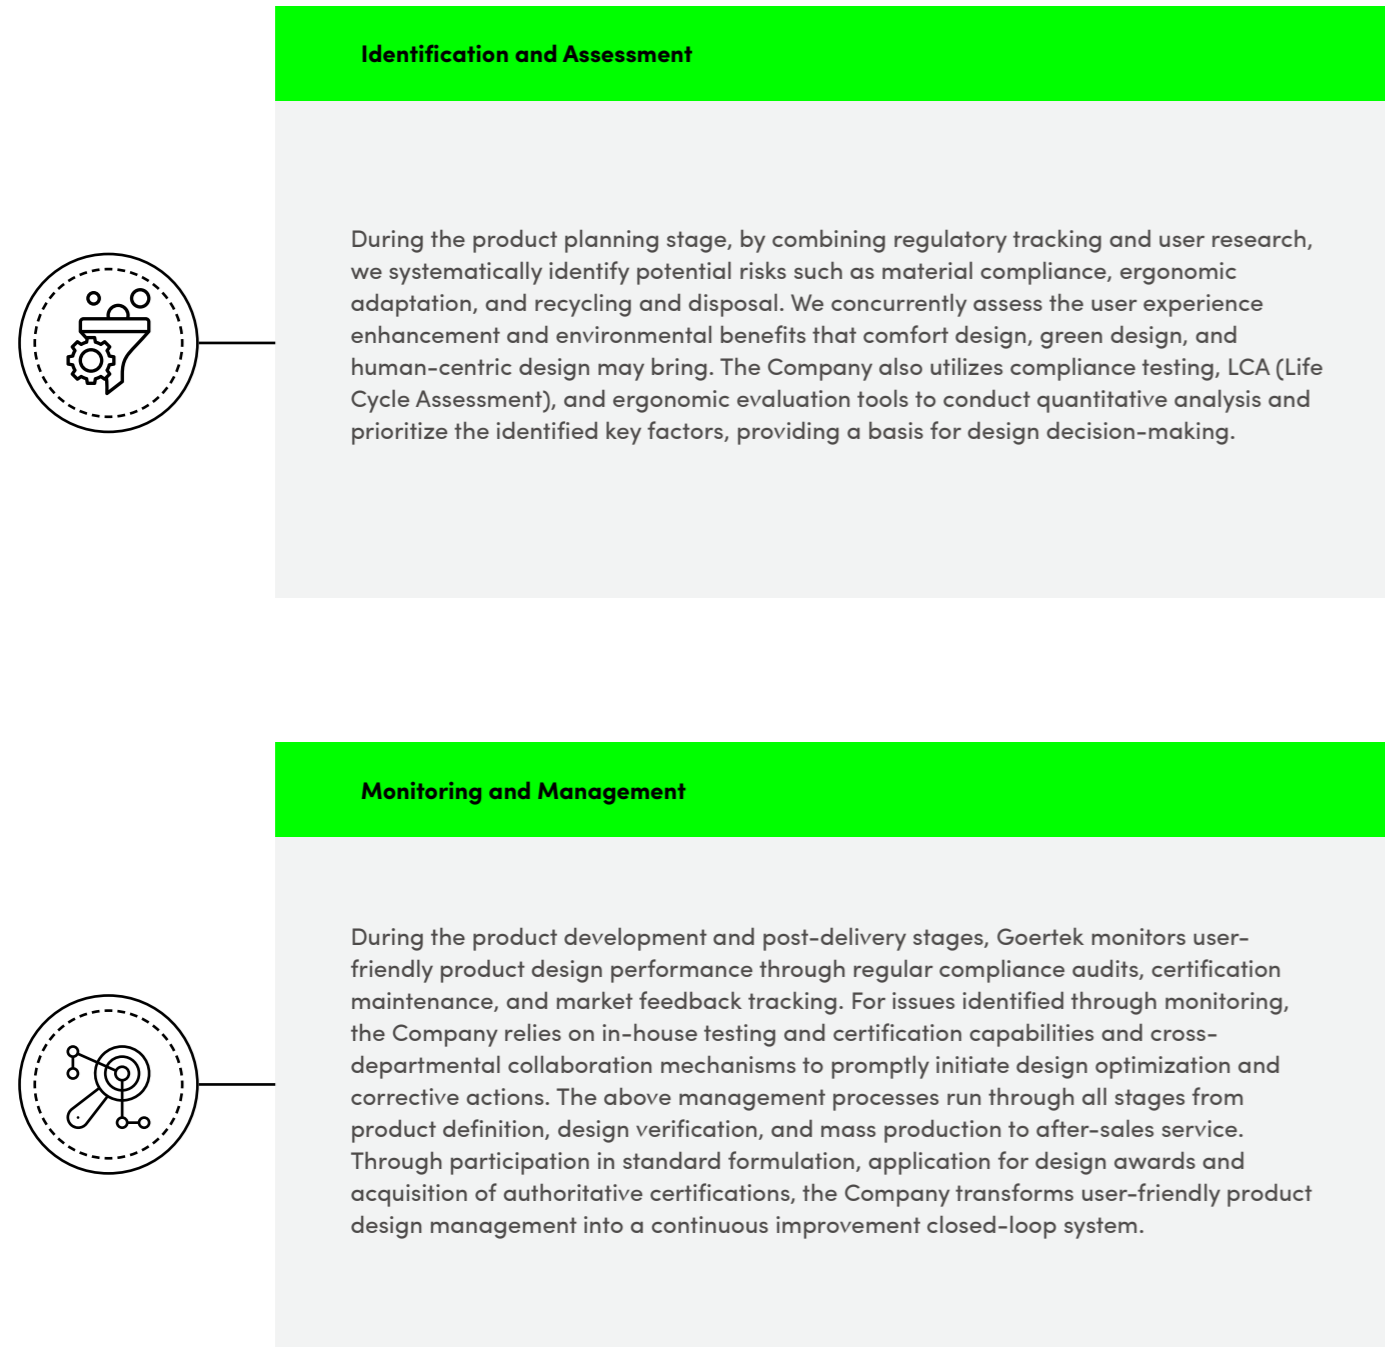 Identification and Assessment
During the product planning stage, by combining regulatory tracking and user research,
we systematically identify potential risks such as material compliance, ergonomic
adaptation, and recycling and disposal. We concurrently assess the user experience
enhancement and environmental benefits that comfort design, green design, and
human-centric design may bring. The Company also utilizes compliance testing, LCA (Life
Cycle Assessment), and ergonomic evaluation tools to conduct quantitative analysis and
prioritize the identified key factors, providing a basis for design decision-making.
Monitoring and Management
During the product development and post-delivery stages, Goertek monitors user-
friendly product design performance through regular compliance audits, certification
maintenance, and market feedback tracking. For issues identified through monitoring,
the Company relies on in-house testing and certification capabilities and cross-
departmental collaboration mechanisms to promptly initiate design optimization and
corrective actions. The above management processes run through all stages from
product definition, design verification, and mass production to after-sales service.
Through participation in standard formulation, application for design awards and
acquisition of authoritative certifications, the Company transforms user-friendly product
design management into a continuous improvement closed-loop system.